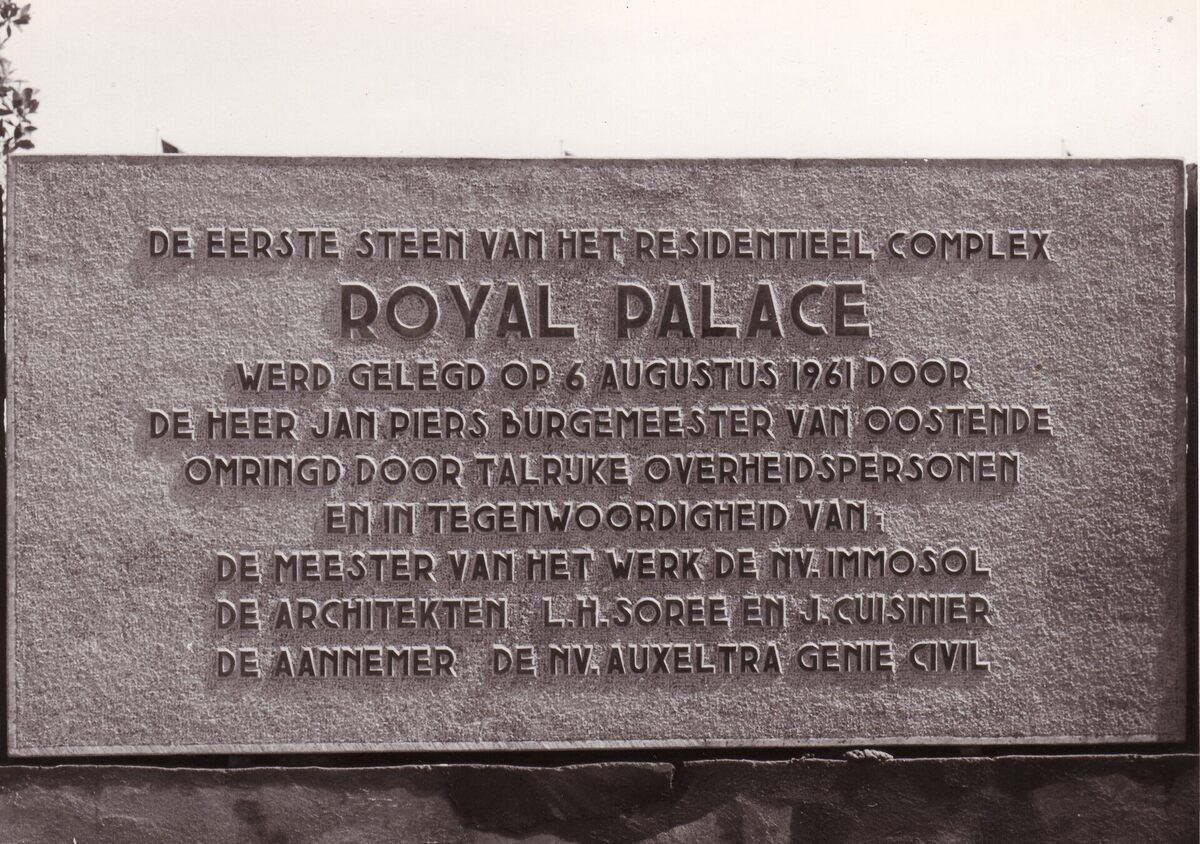 DE EERSTE STEEN VAN HET RESIDENTIEEL COMPLEX
ROYAL PALACE
WERD GELEGD OP 6 AUGUSTUS 1961 DOOR
DE HEER JAN PIERS BURGEMEESTER VAN OOSTENDE
OMRINGD DOOR TALRIJKE OVERHEIDSPERSONEN
EN IN TEGENWOORDIGHEID VAN :
DE MEESTER VAN HET WERK DE NV. IMMOSOL
DE ARCHITEKTEN L.H. SOREE EN J. CUISINIER
DE AANNEMER DE NV. AUXELTRA GENIE CIVIL